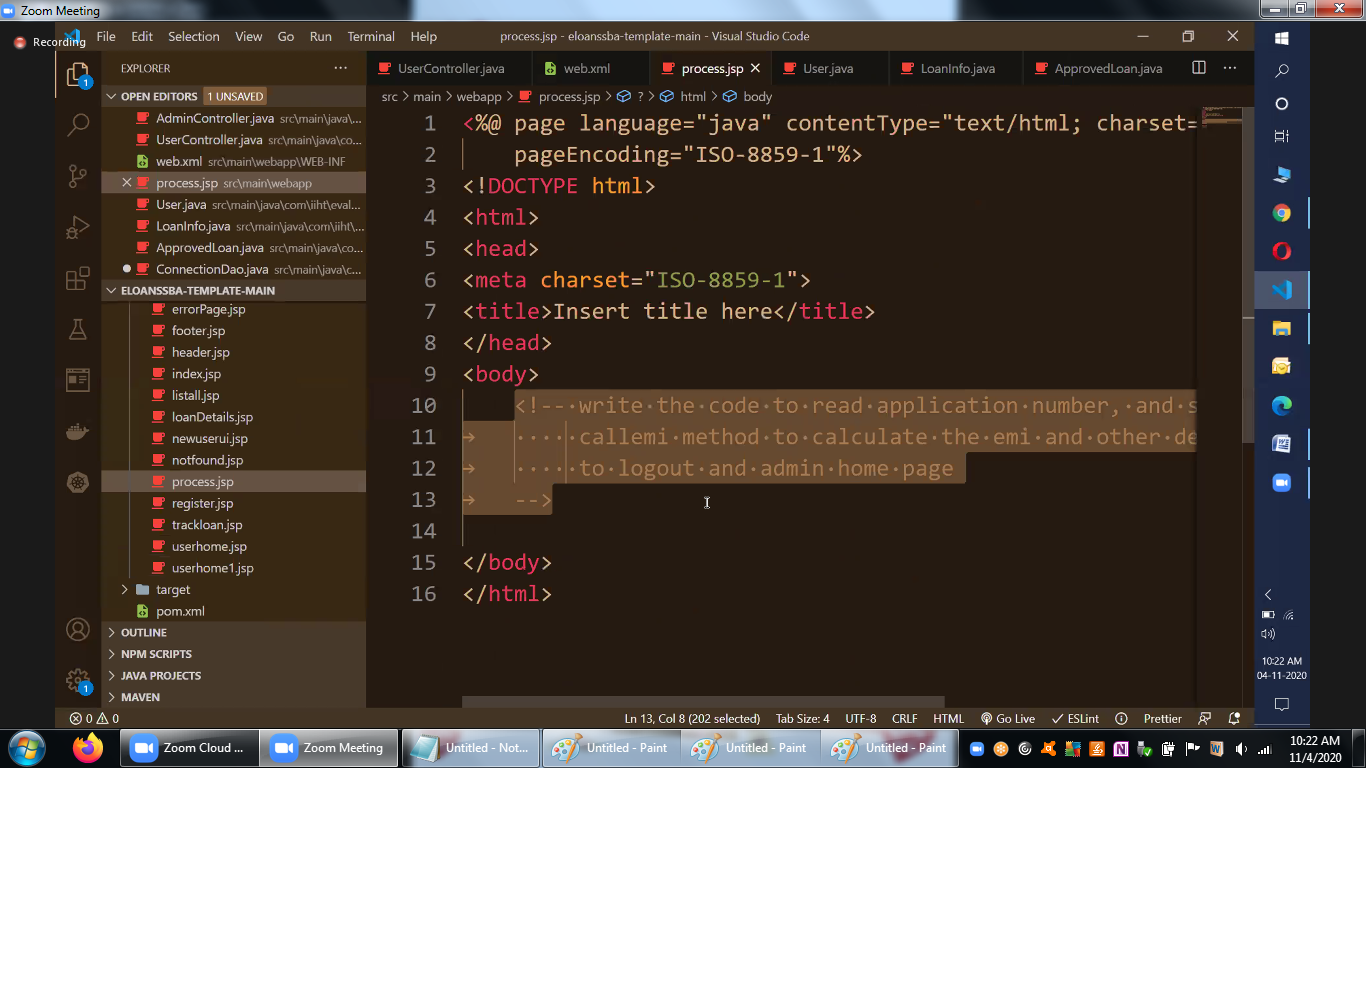 Zoom Meeting
Recording
File Edit Selection View Go Run Terminal Help
process.jsp - eloanssba-template-main - Visual Studio Code
EXPLORER
UserController.java web.xml process.jsp User.java LoanInfo.java ApprovedLoan.java
OPEN EDITORS 1 UNSAVED
src > main > webapp > process.jsp > ? > html > body
AdminController.java src\main\java\...
UserController.java src\main\java\co...
web.xml src\main\webapp\WEB-INF
process.jsp src\main\webapp
User.java src\main\java\com\iiht\eval...
LoanInfo.java src\main\java\com\iiht\...
ApprovedLoan.java src\main\java\co...
ConnectionDao.java src\main\java\c...
ELOANSSBA-TEMPLATE-MAIN
errorPage.jsp
footer.jsp
header.jsp
index.jsp
listall.jsp
loanDetails.jsp
newuserui.jsp
notfound.jsp
process.jsp
register.jsp
trackloan.jsp
userhome.jsp
userhome1.jsp
target
pom.xml
OUTLINE
NPM SCRIPTS
JAVA PROJECTS
MAVEN
1 <%@ page language="java" contentType="text/html; charset=
2 pageEncoding="ISO-8859-1"%>
3 <!DOCTYPE html>
4 <html>
5 <head>
6 <meta charset="ISO-8859-1">
7 <title>Insert title here</title>
8 </head>
9 <body>
10 <!-- write the code to read application number, and s
11 callemi method to calculate the emi and other de
12 to logout and admin home page
13 -->
14
15 </body>
16 </html>
1
1
10:22 AM
04-11-2020
0 0
Ln 13, Col 8 (202 selected) Tab Size: 4 UTF-8 CRLF HTML Go Live ESLint Prettier
Zoom Cloud ... Zoom Meeting Untitled - Not... Untitled - Paint Untitled - Paint Untitled - Paint
10:22 AM
11/4/2020